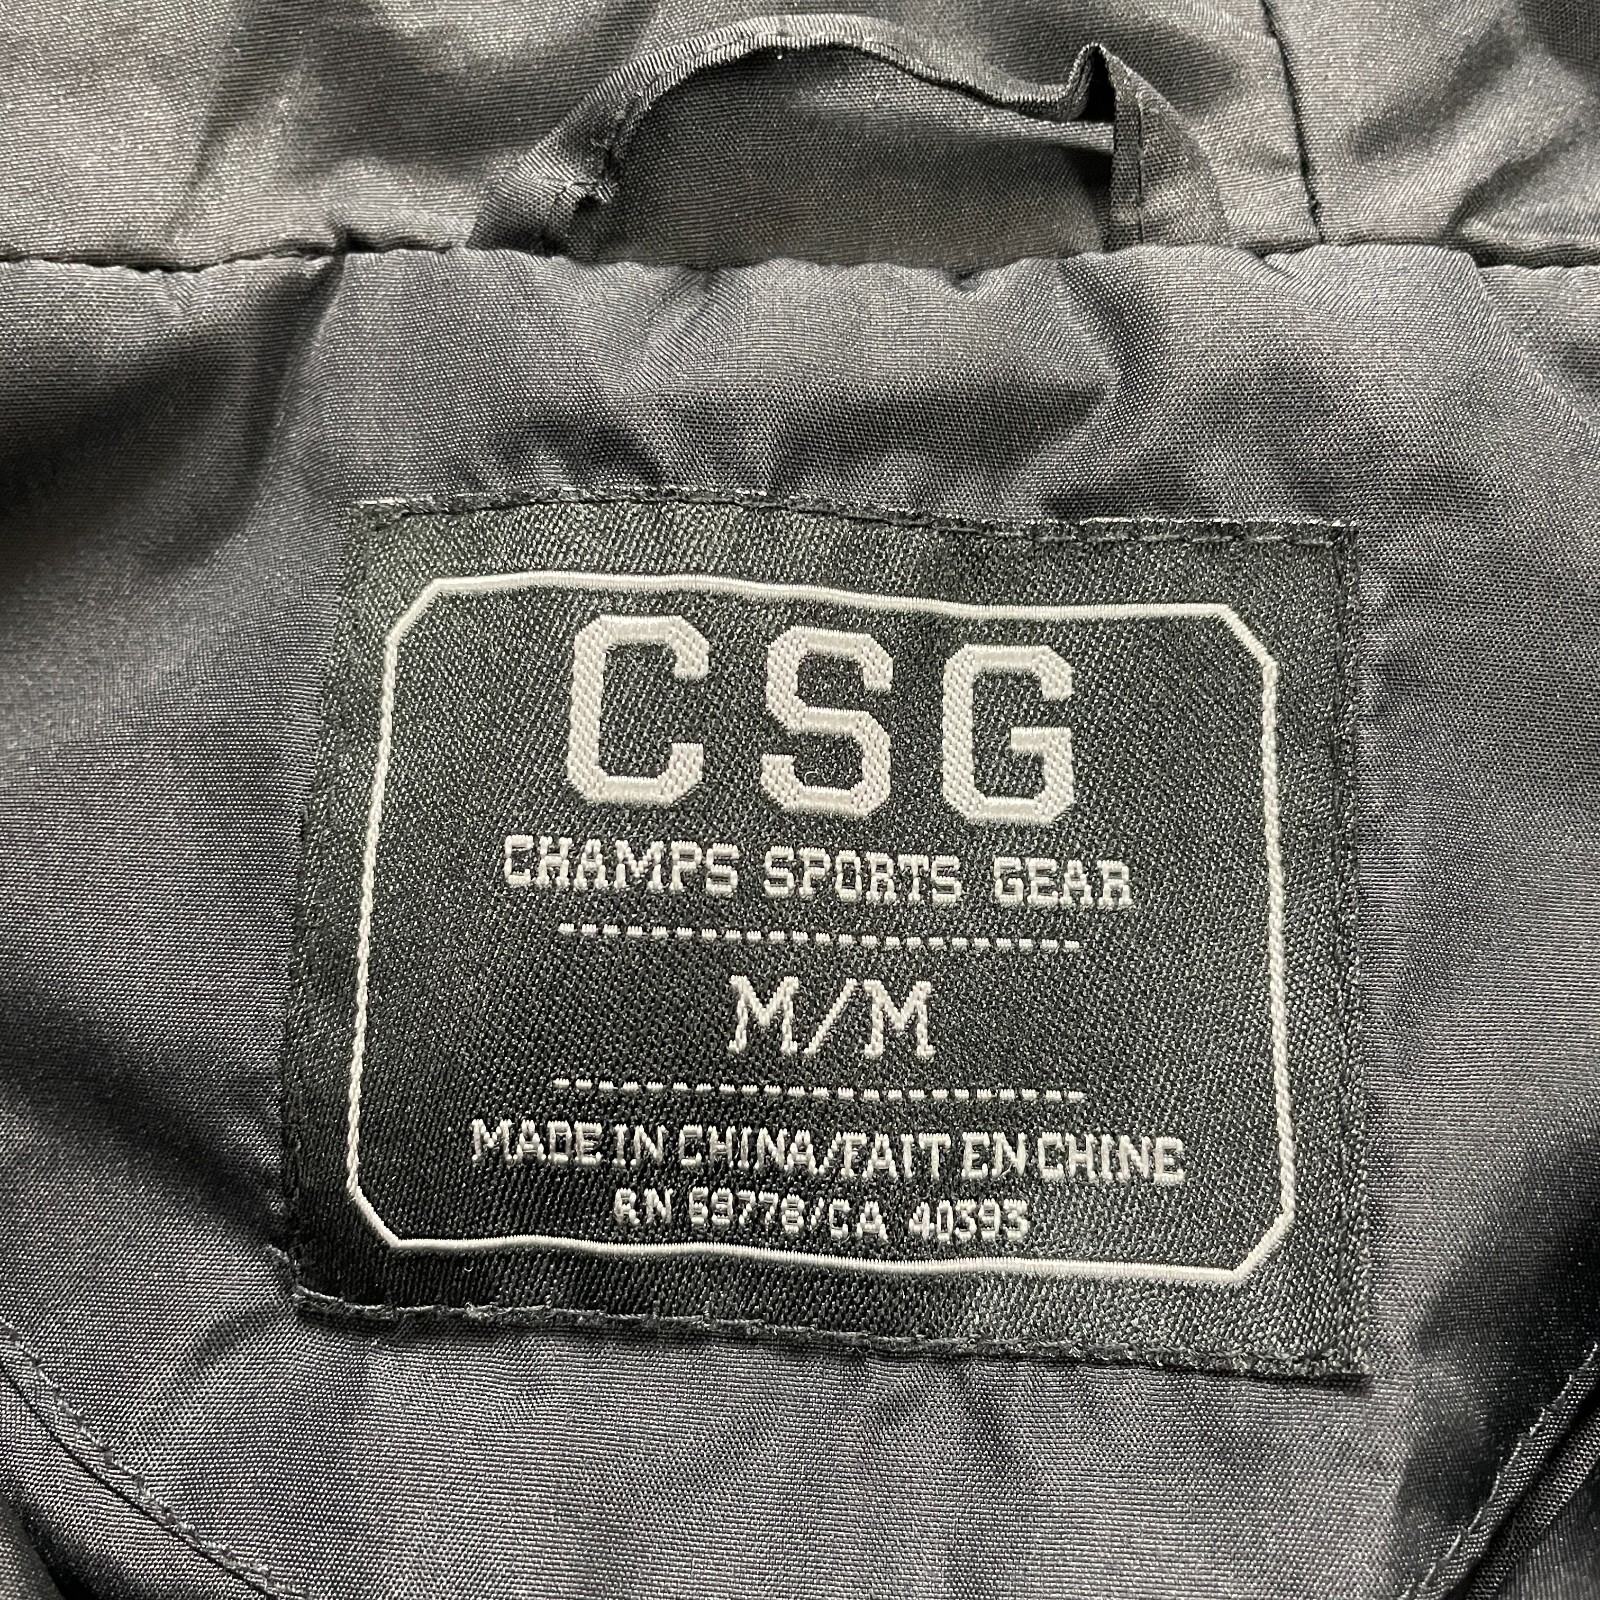 CSG
CHAMPS SPORTS GEAR
M/M
MADE IN CHINA/FAIT EN CHINE
RN 69778/CA 40393